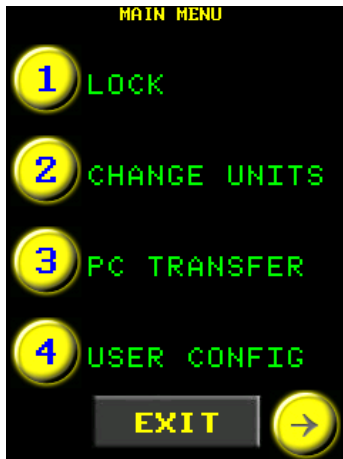 MAIN MENU
1 LOCK
2 CHANGE UNITS
3 PC TRANSFER
4 USER CONFIG
EXIT →